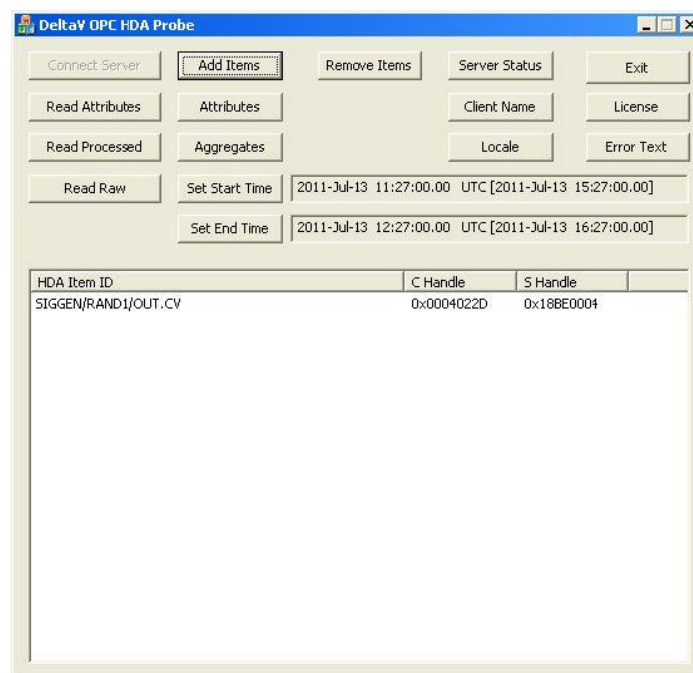 DeltaV OPC HDA Probe
Connect Server Add Items Remove Items Server Status Exit
Read Attributes Attributes Client Name License
Read Processed Aggregates Locale Error Text
Read Raw Set Start Time 2011-Jul-13 11:27:00.00 UTC [2011-Jul-13 15:27:00.00]
Set End Time 2011-Jul-13 12:27:00.00 UTC [2011-Jul-13 16:27:00.00]
HDA Item ID C Handle S Handle
SIGGEN/RAND1/OUT.CV 0x0004022D 0x18BE0004